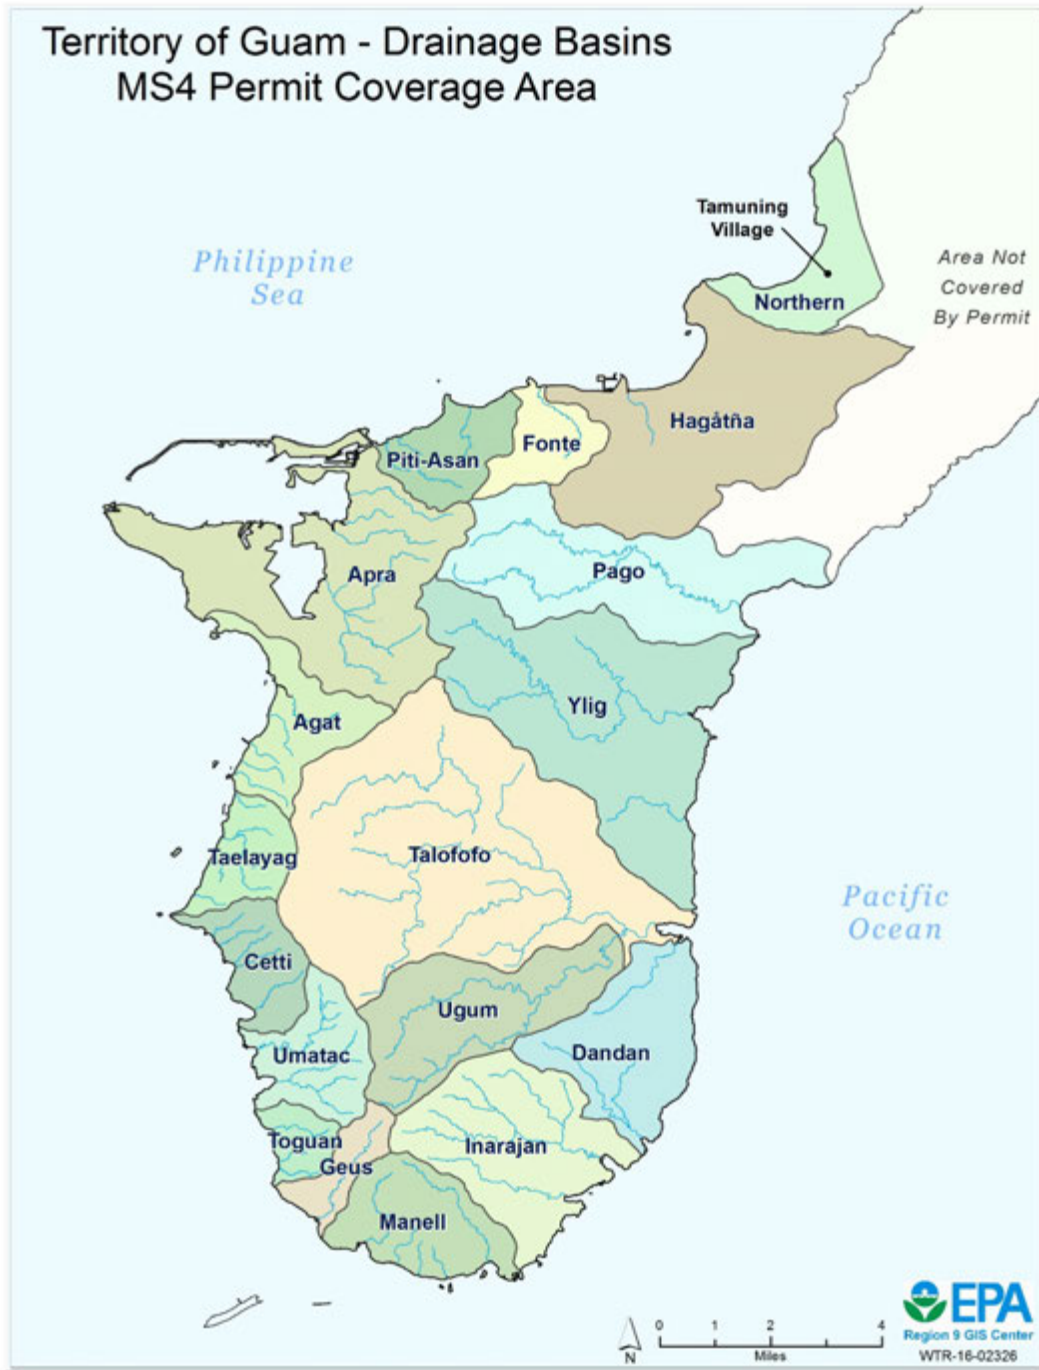 Territory of Guam - Drainage Basins
MS4 Permit Coverage Area
Tamuning
Village
Philippine
Sea
Area Not
Covered
By Permit
Northern
Hagåtña
Fonte
Piti-Asan
Pago
Apra
Ylig
Agat
Talofofo
Taelayag
Pacific
Ocean
Cetti
Ugum
Umatac
Dandan
Toguan
Inarajan
Geus
Manell
EPA
Region 9 GIS Center
WTR-16-02326
N
0 1 2 4
Miles